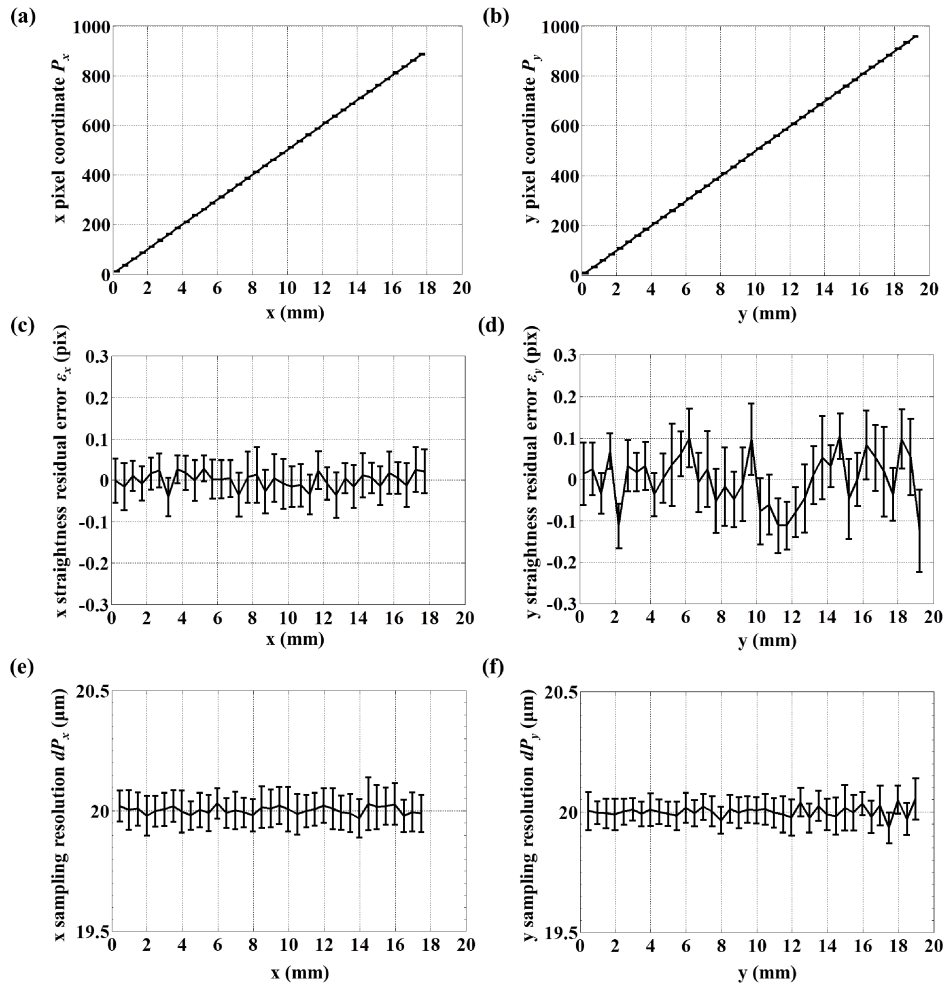 (a)
x pixel coordinate Px
1000
800
600
400
200
0
0 2 4 6 8 10 12 14 16 18 20
x (mm)
(b)
y pixel coordinate Py
1000
800
600
400
200
0
0 2 4 6 8 10 12 14 16 18 20
y (mm)
(c)
x straightness residual error εx (pix)
0.3
0.2
0.1
0
-0.1
-0.2
-0.3
0 2 4 6 8 10 12 14 16 18 20
x (mm)
(d)
y straightness residual error εy (pix)
0.3
0.2
0.1
0
-0.1
-0.2
-0.3
0 2 4 6 8 10 12 14 16 18 20
y (mm)
(e)
x sampling resolution dPx (μm)
20.5
20
19.5
0 2 4 6 8 10 12 14 16 18 20
x (mm)
(f)
y sampling resolution dPy (μm)
20.5
20
19.5
0 2 4 6 8 10 12 14 16 18 20
y (mm)